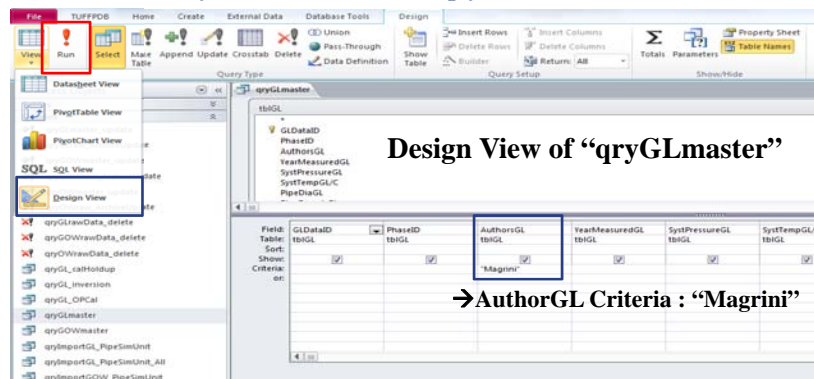 File TUFFPDB Home Create External Data Database Tools Design
View Run Select Make Table Append Update Crosstab Delete
Union
Pass-Through
Data Definition
Query Type
Show Table
Insert Rows
Delete Rows
Builder
Insert Columns
Delete Columns
Return: All
Query Setup
Totals Parameters
Property Sheet
Table Names
Show/Hide
Datasheet View
PivotTable View
PivotChart View
SQL SQL View
Design View
qryGLrawData_delete
qryGOWrawData_delete
qryOWrawData_delete
qryGL_calHoldup
qryGL_inversion
qryGL_OPCal
qryGLmaster
qryGOWmaster
qryImportGL_PipeSimUnit
qryImportGL_PipeSimUnit_All
qryImportGOW_PipeSimUnit
qryGLmaster
tblGL
*
GLDataID
PhaseID
AuthorsGL
YearMeasuredGL
SystPressureGL
SystTempGL/C
PipeDiaGL
Design View of “qryGLmaster”
Field: GLDataID PhaseID AuthorsGL YearMeasuredGL SystPressureGL SystTempGL/
Table: tblGL tblGL tblGL tblGL tblGL tblGL
Sort:
Show:
Criteria: "Magrini"
or:
→AuthorGL Criteria : “Magrini”